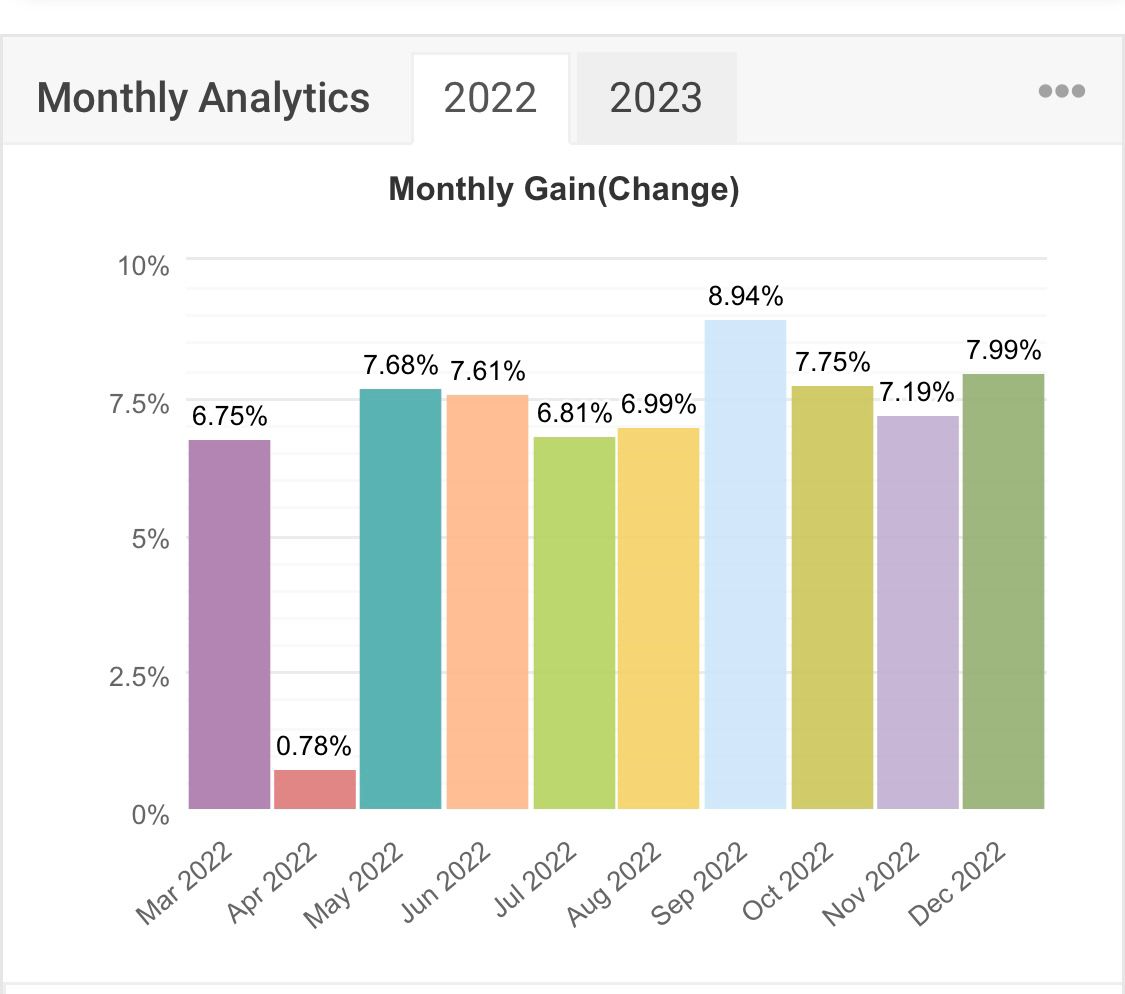 Monthly Analytics 2022 2023
Monthly Gain(Change)
10%
7.5%
5%
2.5%
0%
6.75%
0.78%
7.68%
7.61%
6.81%
6.99%
8.94%
7.75%
7.19%
7.99%
Mar 2022
Apr 2022
May 2022
Jun 2022
Jul 2022
Aug 2022
Sep 2022
Oct 2022
Nov 2022
Dec 2022